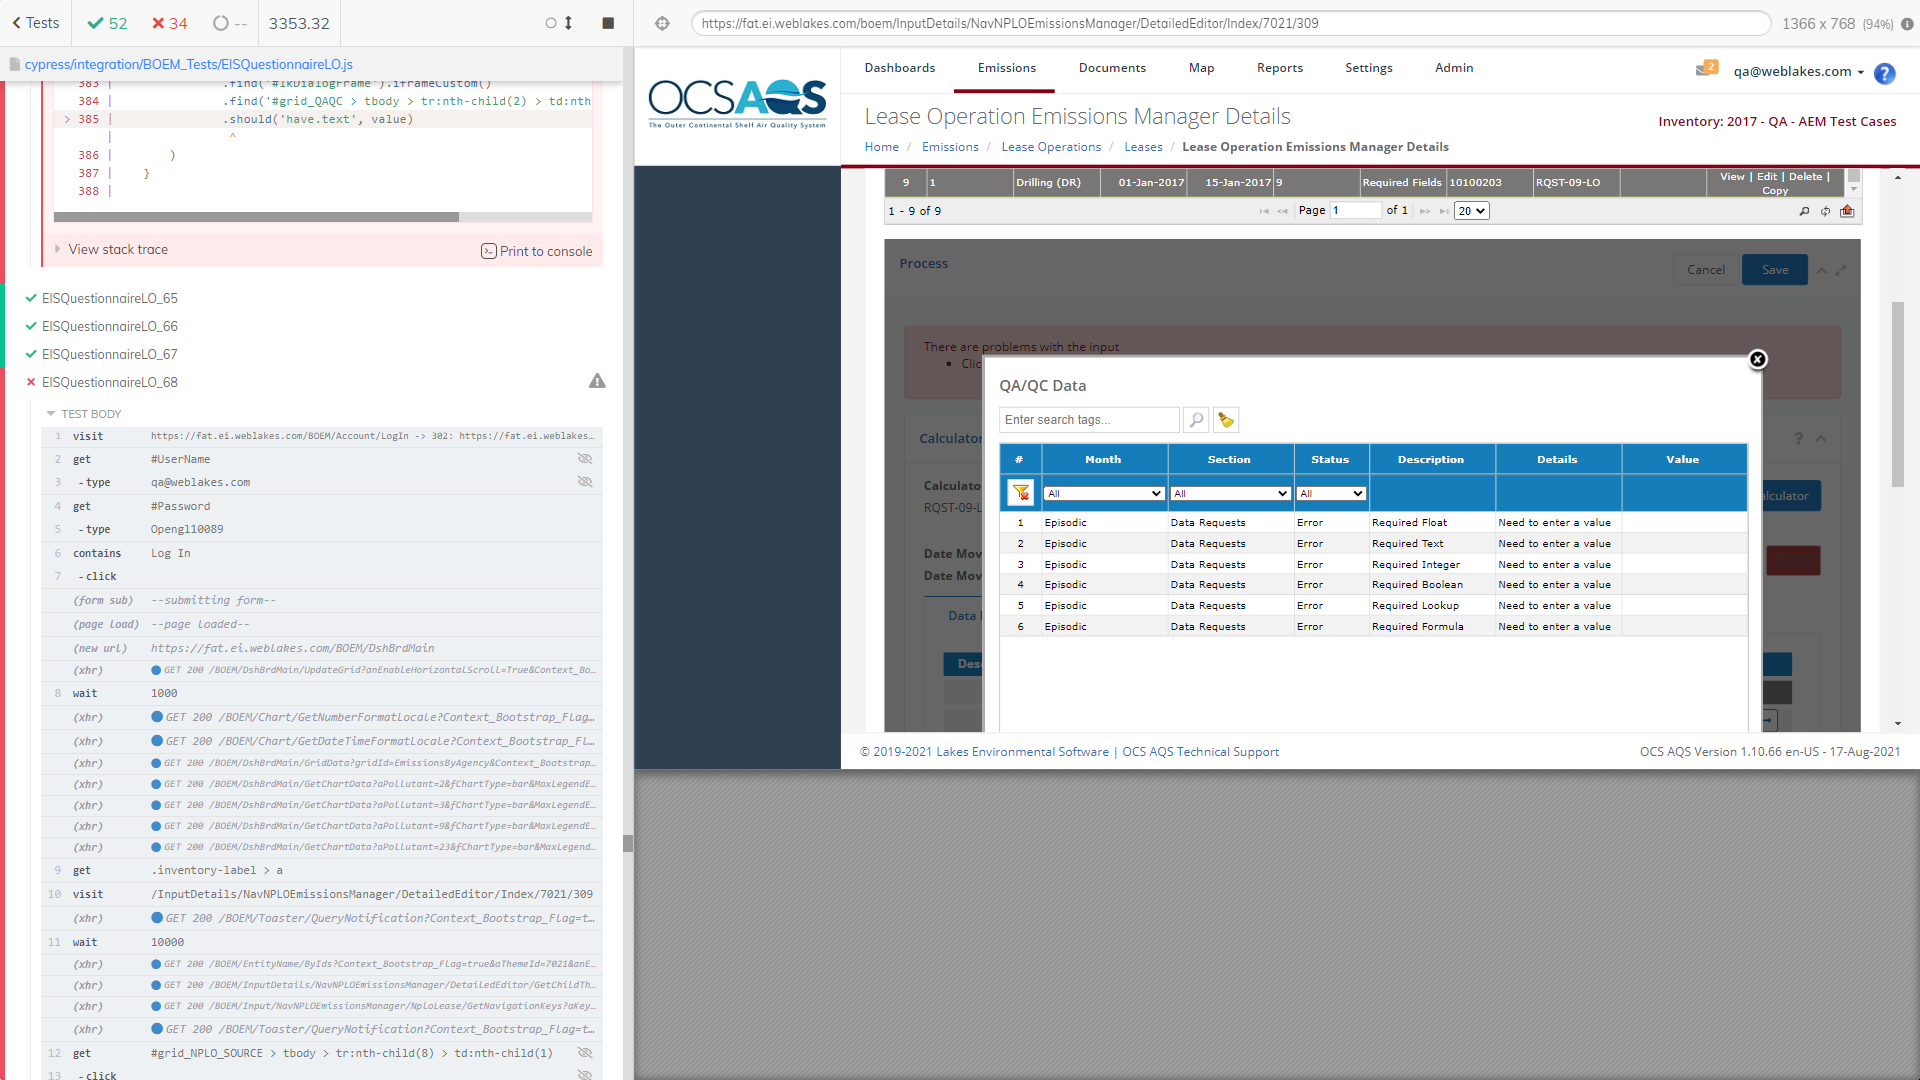 Tests
52
34
--
3353.32
https://fat.ei.weblakes.com/boem/InputDetails/NavNPLOEmissionsManager/DetailedEditor/Index/7021/309
1366 x 768 (94%)
cypress/integration/BOEM_Tests/EISQuestionnaireLO.js
383 | .find('#lkDialogFrame').iframeCustom()
384 | .find('#grid_QAQC > tbody > tr:nth-child(2) > td:nth
> 385 | .should('have.text', value)
| ^
386 | )
387 | }
388 |
View stack trace
Print to console
EISQuestionnaireLO_65
EISQuestionnaireLO_66
EISQuestionnaireLO_67
EISQuestionnaireLO_68
TEST BODY
1 visit https://fat.ei.weblakes.com/BOEM/Account/LogIn -> 302: https://fat.ei.weblakes…
2 get #UserName
3 -type qa@weblakes.com
4 get #Password
5 -type Opengl10089
6 contains Log In
7 -click
(form sub) --submitting form--
(page load) --page loaded--
(new url) https://fat.ei.weblakes.com/BOEM/DshBrdMain
(xhr) GET 200 /BOEM/DshBrdMain/UpdateGrid?anEnableHorizontalScroll=True&Context_Bo…
8 wait 1000
(xhr) GET 200 /BOEM/Chart/GetNumberFormatLocale?Context_Bootstrap_Flag…
(xhr) GET 200 /BOEM/Chart/GetDateTimeFormatLocale?Context_Bootstrap_Fl…
(xhr) GET 200 /BOEM/DshBrdMain/GridData?gridId=EmissionsByAgency&Context_Bootstrap…
(xhr) GET 200 /BOEM/DshBrdMain/GetChartData?aPollutant=2&fChartType=bar&MaxLegendE…
(xhr) GET 200 /BOEM/DshBrdMain/GetChartData?aPollutant=3&fChartType=bar&MaxLegendE…
(xhr) GET 200 /BOEM/DshBrdMain/GetChartData?aPollutant=9&fChartType=bar&MaxLegendE…
(xhr) GET 200 /BOEM/DshBrdMain/GetChartData?aPollutant=23&fChartType=bar&MaxLegend…
9 get .inventory-label > a
10 visit /InputDetails/NavNPLOEmissionsManager/DetailedEditor/Index/7021/309
(xhr) GET 200 /BOEM/Toaster/QueryNotification?Context_Bootstrap_Flag=t…
11 wait 10000
(xhr) GET 200 /BOEM/EntityName/ByIds?Context_Bootstrap_Flag=true&aThemeId=7021&anE…
(xhr) GET 200 /BOEM/InputDetails/NavNPLOEmissionsManager/DetailedEditor/GetChildTh…
(xhr) GET 200 /BOEM/Input/NavNPLOEmissionsManager/NploLease/GetNavigationKeys?aKey…
(xhr) GET 200 /BOEM/Toaster/QueryNotification?Context_Bootstrap_Flag=t…
12 get #grid_NPLO_SOURCE > tbody > tr:nth-child(8) > td:nth-child(1)
13 -click
OCSAQS
The Outer Continental Shelf Air Quality System
Dashboards Emissions Documents Map Reports Settings Admin
2 qa@weblakes.com ?
Lease Operation Emissions Manager Details
Inventory: 2017 - QA - AEM Test Cases
Home / Emissions / Lease Operations / Leases / Lease Operation Emissions Manager Details
9 1 Drilling (DR) 01-Jan-2017 15-Jan-2017 9 Required Fields 10100203 RQST-09-LO View | Edit | Delete | Copy
1 - 9 of 9 Page 1 of 1 20
Process Cancel Save
There are problems with the input
Clic
QA/QC Data
Enter search tags...
# Month Section Status Description Details Value
All All All
1 Episodic Data Requests Error Required Float Need to enter a value
2 Episodic Data Requests Error Required Text Need to enter a value
3 Episodic Data Requests Error Required Integer Need to enter a value
4 Episodic Data Requests Error Required Boolean Need to enter a value
5 Episodic Data Requests Error Required Lookup Need to enter a value
6 Episodic Data Requests Error Required Formula Need to enter a value
Calculator
?
Calculato
RQST-09-L
alculator
Date Mov
Date Mov
Data
Des
© 2019-2021 Lakes Environmental Software | OCS AQS Technical Support
OCS AQS Version 1.10.66 en-US - 17-Aug-2021